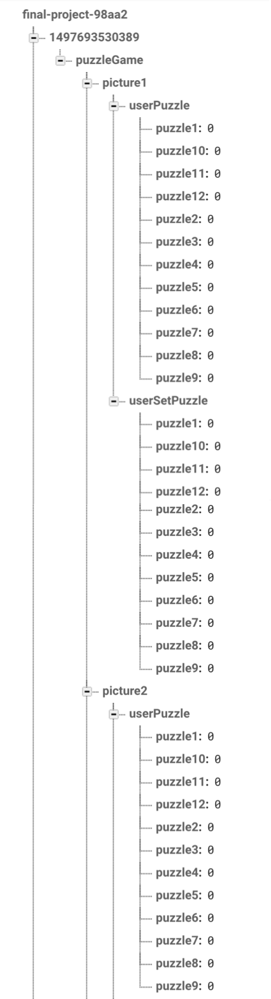 final-project-98aa2
1497693530389
puzzleGame
picture1
userPuzzle
puzzle1: 0
puzzle10: 0
puzzle11: 0
puzzle12: 0
puzzle2: 0
puzzle3: 0
puzzle4: 0
puzzle5: 0
puzzle6: 0
puzzle7: 0
puzzle8: 0
puzzle9: 0
userSetPuzzle
puzzle1: 0
puzzle10: 0
puzzle11: 0
puzzle12: 0
puzzle2: 0
puzzle3: 0
puzzle4: 0
puzzle5: 0
puzzle6: 0
puzzle7: 0
puzzle8: 0
puzzle9: 0
picture2
userPuzzle
puzzle1: 0
puzzle10: 0
puzzle11: 0
puzzle12: 0
puzzle2: 0
puzzle3: 0
puzzle4: 0
puzzle5: 0
puzzle6: 0
puzzle7: 0
puzzle8: 0
puzzle9: 0